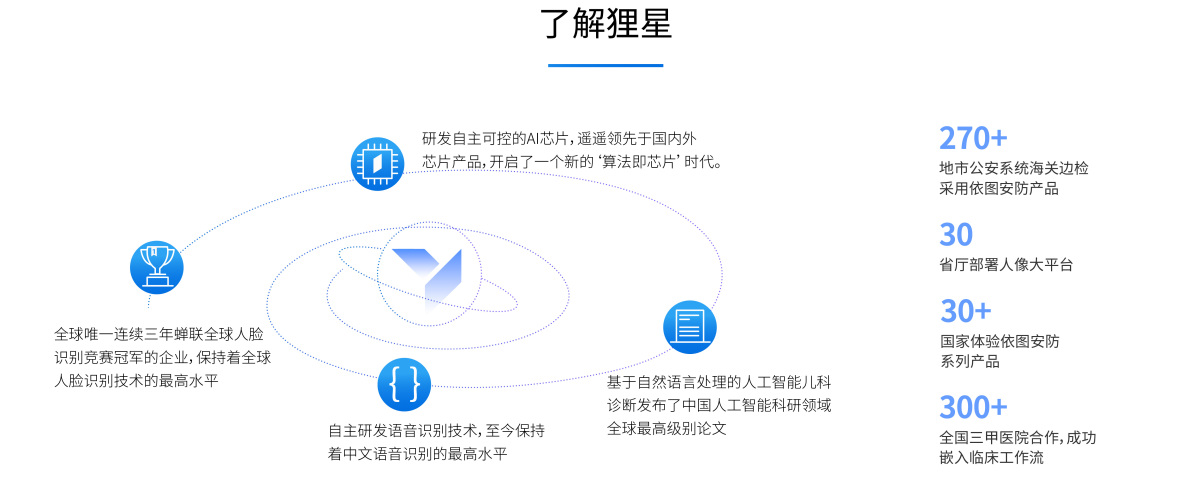 了解狸星
研发自主可控的AI芯片，遥遥领先于国内外
芯片产品，开启了一个新的‘算法即芯片’时代。
全球唯一连续三年蝉联全球人脸
识别竞赛冠军的企业，保持着全球
人脸识别技术的最高水平
自主研发语音识别技术，至今保持
着中文语音识别的最高水平
基于自然语言处理的人工智能儿科
诊断发布了中国人工智能科研领域
全球最高级别论文
270+
地市公安系统海关边检
采用依图安防产品
30
省厅部署人像大平台
30+
国家体验依图安防
系列产品
300+
全国三甲医院合作，成功
嵌入临床工作流